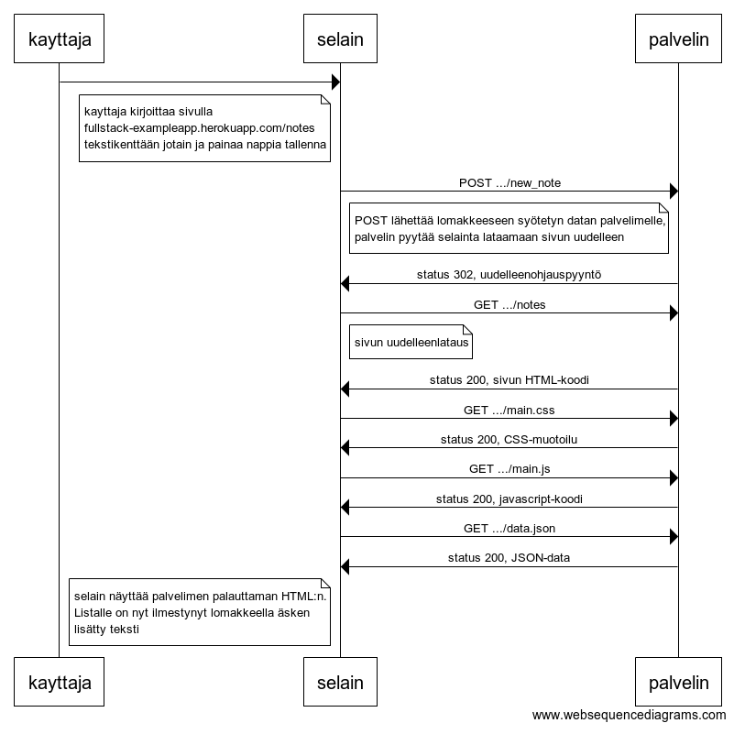 kayttaja
selain
palvelin
kayttaja kirjoittaa sivulla
fullstack-exampleapp.herokuapp.com/notes
tekstikenttään jotain ja painaa nappia tallenna
POST .../new_note
POST lähettää lomakkeeseen syötetyn datan palvelimelle,
palvelin pyytää selainta lataamaan sivun uudelleen
status 302, uudelleenohjauspyyntö
GET .../notes
sivun uudelleenlataus
status 200, sivun HTML-koodi
GET .../main.css
status 200, CSS-muotoilu
GET .../main.js
status 200, javascript-koodi
GET .../data.json
status 200, JSON-data
selain näyttää palvelimen palauttaman HTML:n.
Listalle on nyt ilmestynyt lomakkeella äsken
lisätty teksti
kayttaja
selain
palvelin
www.websequencediagrams.com